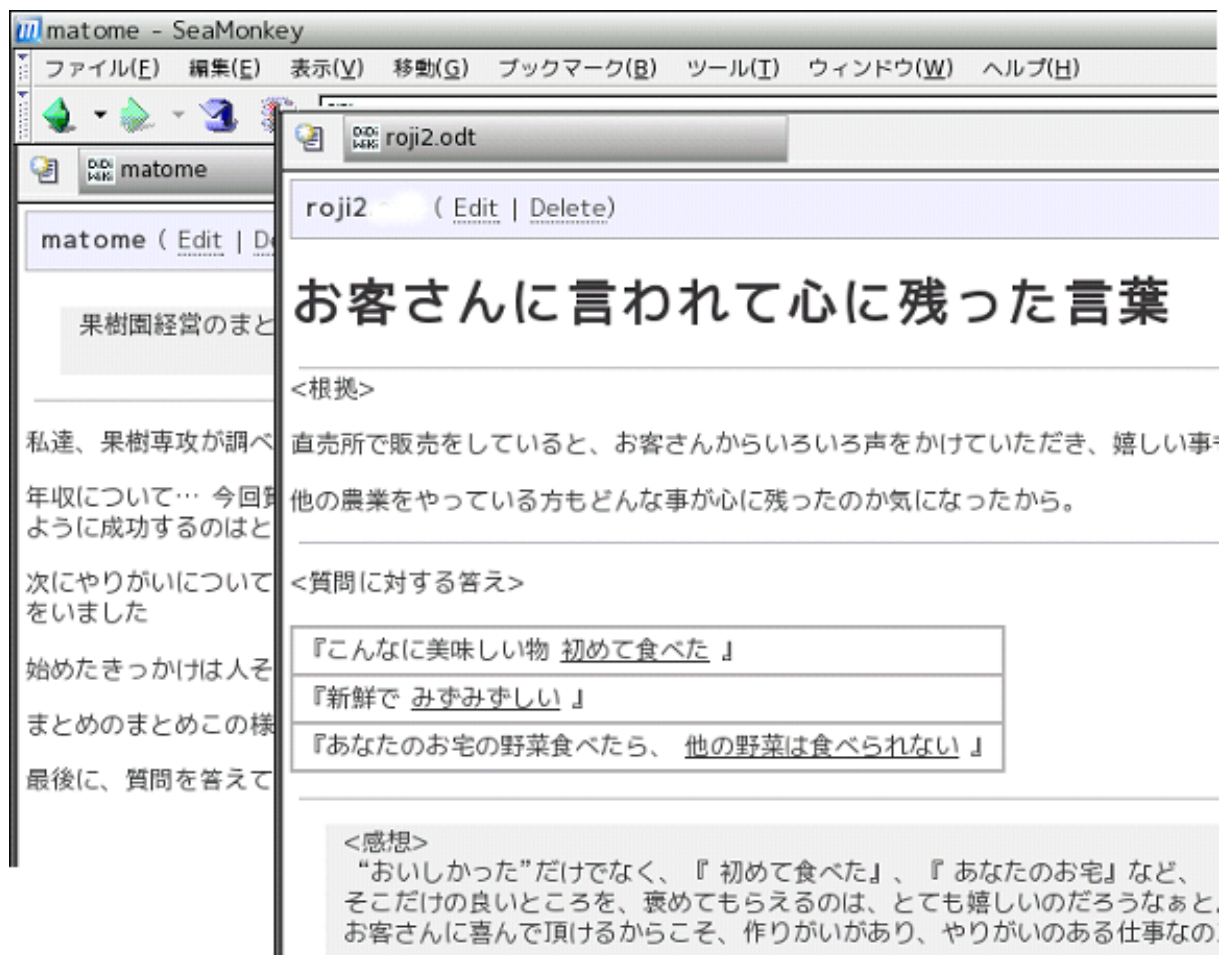 matome - SeaMonkey
ファイル(F) 編集(E) 表示(V) 移動(G) ブックマーク(B) ツール(T) ウィンドウ(W) ヘルプ(H)
DiDi WiKi matome
matome ( Edit |
果樹園経営のまと
私達、果樹専攻が調べ
年収について… 今回
ように成功するのはと
次にやりがいについて
をいました
始めたきっかけは人そ
まとめのまとめこの様
最後に、質問を答えて
DiDi WiKi roji2.odt
roji2 ( Edit | Delete)
お客さんに言われて心に残った言葉
<根拠>
直売所で販売をしていると、お客さんからいろいろ声をかけていただき、嬉しい事
他の農業をやっている方もどんな事が心に残ったのか気になったから。
<質問に対する答え>
『こんなに美味しい物 初めて食べた 』
『新鮮で みずみずしい 』
『あなたのお宅の野菜食べたら、 他の野菜は食べられない 』
<感想>
“おいしかった”だけでなく、『 初めて食べた』、『 あなたのお宅』など、
そこだけの良いところを、褒めてもらえるのは、とても嬉しいのだろうなぁと
お客さんに喜んで頂けるからこそ、作りがいがあり、やりがいのある仕事なの